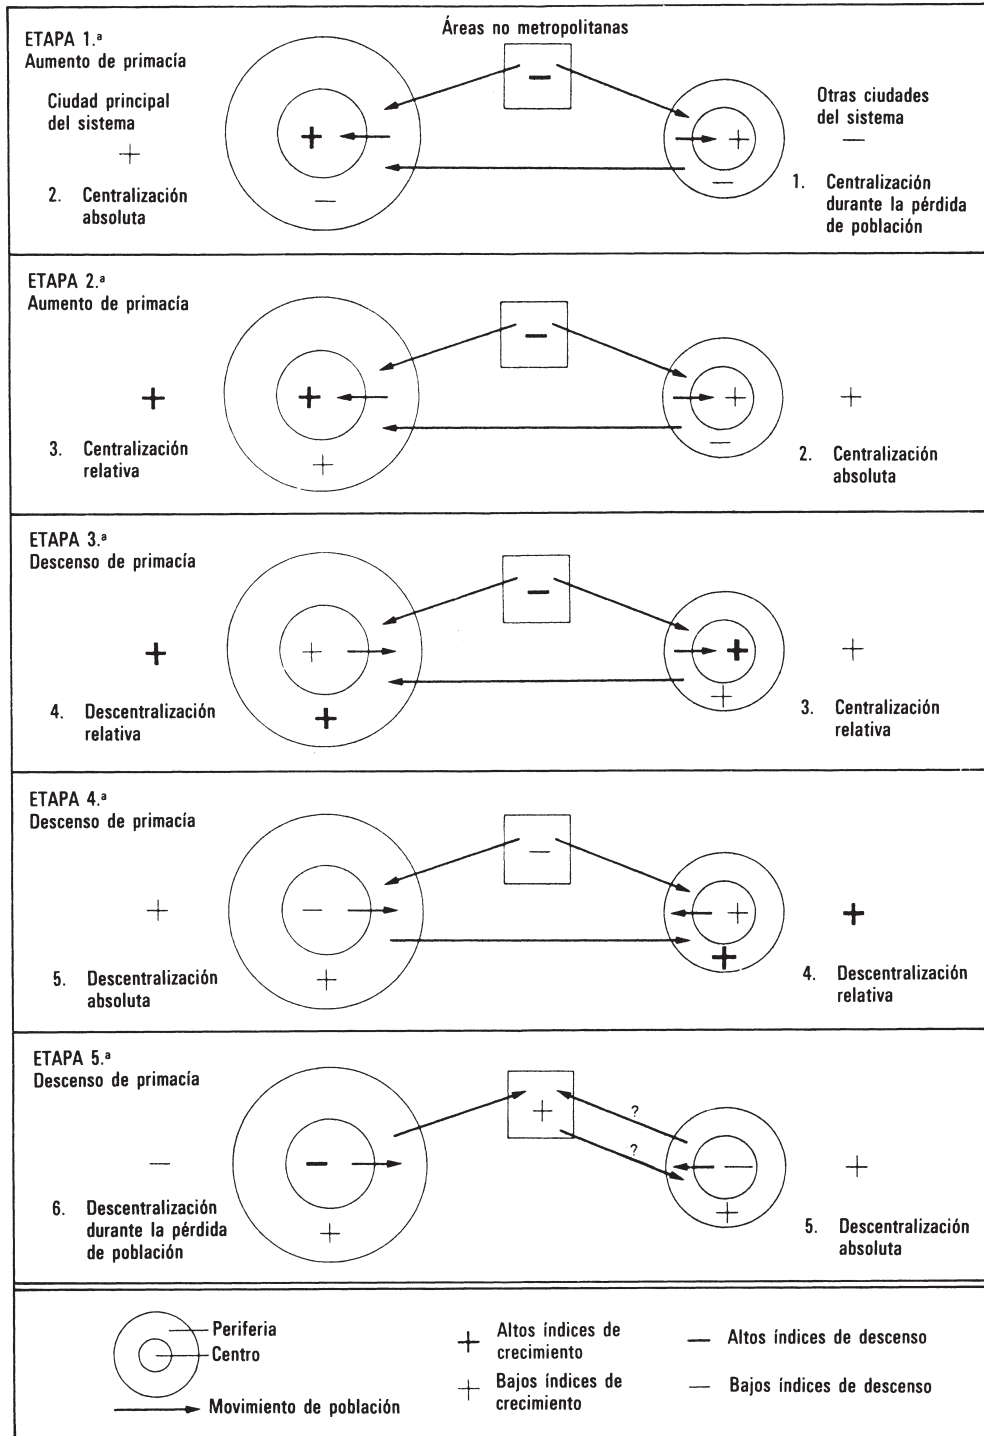 Áreas no metropolitanas
ETAPA 1.ª
Aumento de primacía
Ciudad principal
del sistema
+
2. Centralización
absoluta
−
+
−
−
+
−
Otras ciudades
del sistema
—
1. Centralización
durante la pérdida
de población
ETAPA 2.ª
Aumento de primacía
+
3. Centralización
relativa
+
+
−
+
−
+
2. Centralización
absoluta
ETAPA 3.ª
Descenso de primacía
+
4. Descentralización
relativa
+
+
−
+
+
+
3. Centralización
relativa
ETAPA 4.ª
Descenso de primacía
+
5. Descentralización
absoluta
−
+
−
+
+
+
4. Descentralización
relativa
ETAPA 5.ª
Descenso de primacía
—
6. Descentralización
durante la pérdida
de población
−
+
+
?
?
—
+
+
5. Descentralización
absoluta
Periferia
Centro
Movimiento de población
+ Altos índices de
crecimiento
+ Bajos índices de
crecimiento
— Altos índices de descenso
— Bajos índices de descenso